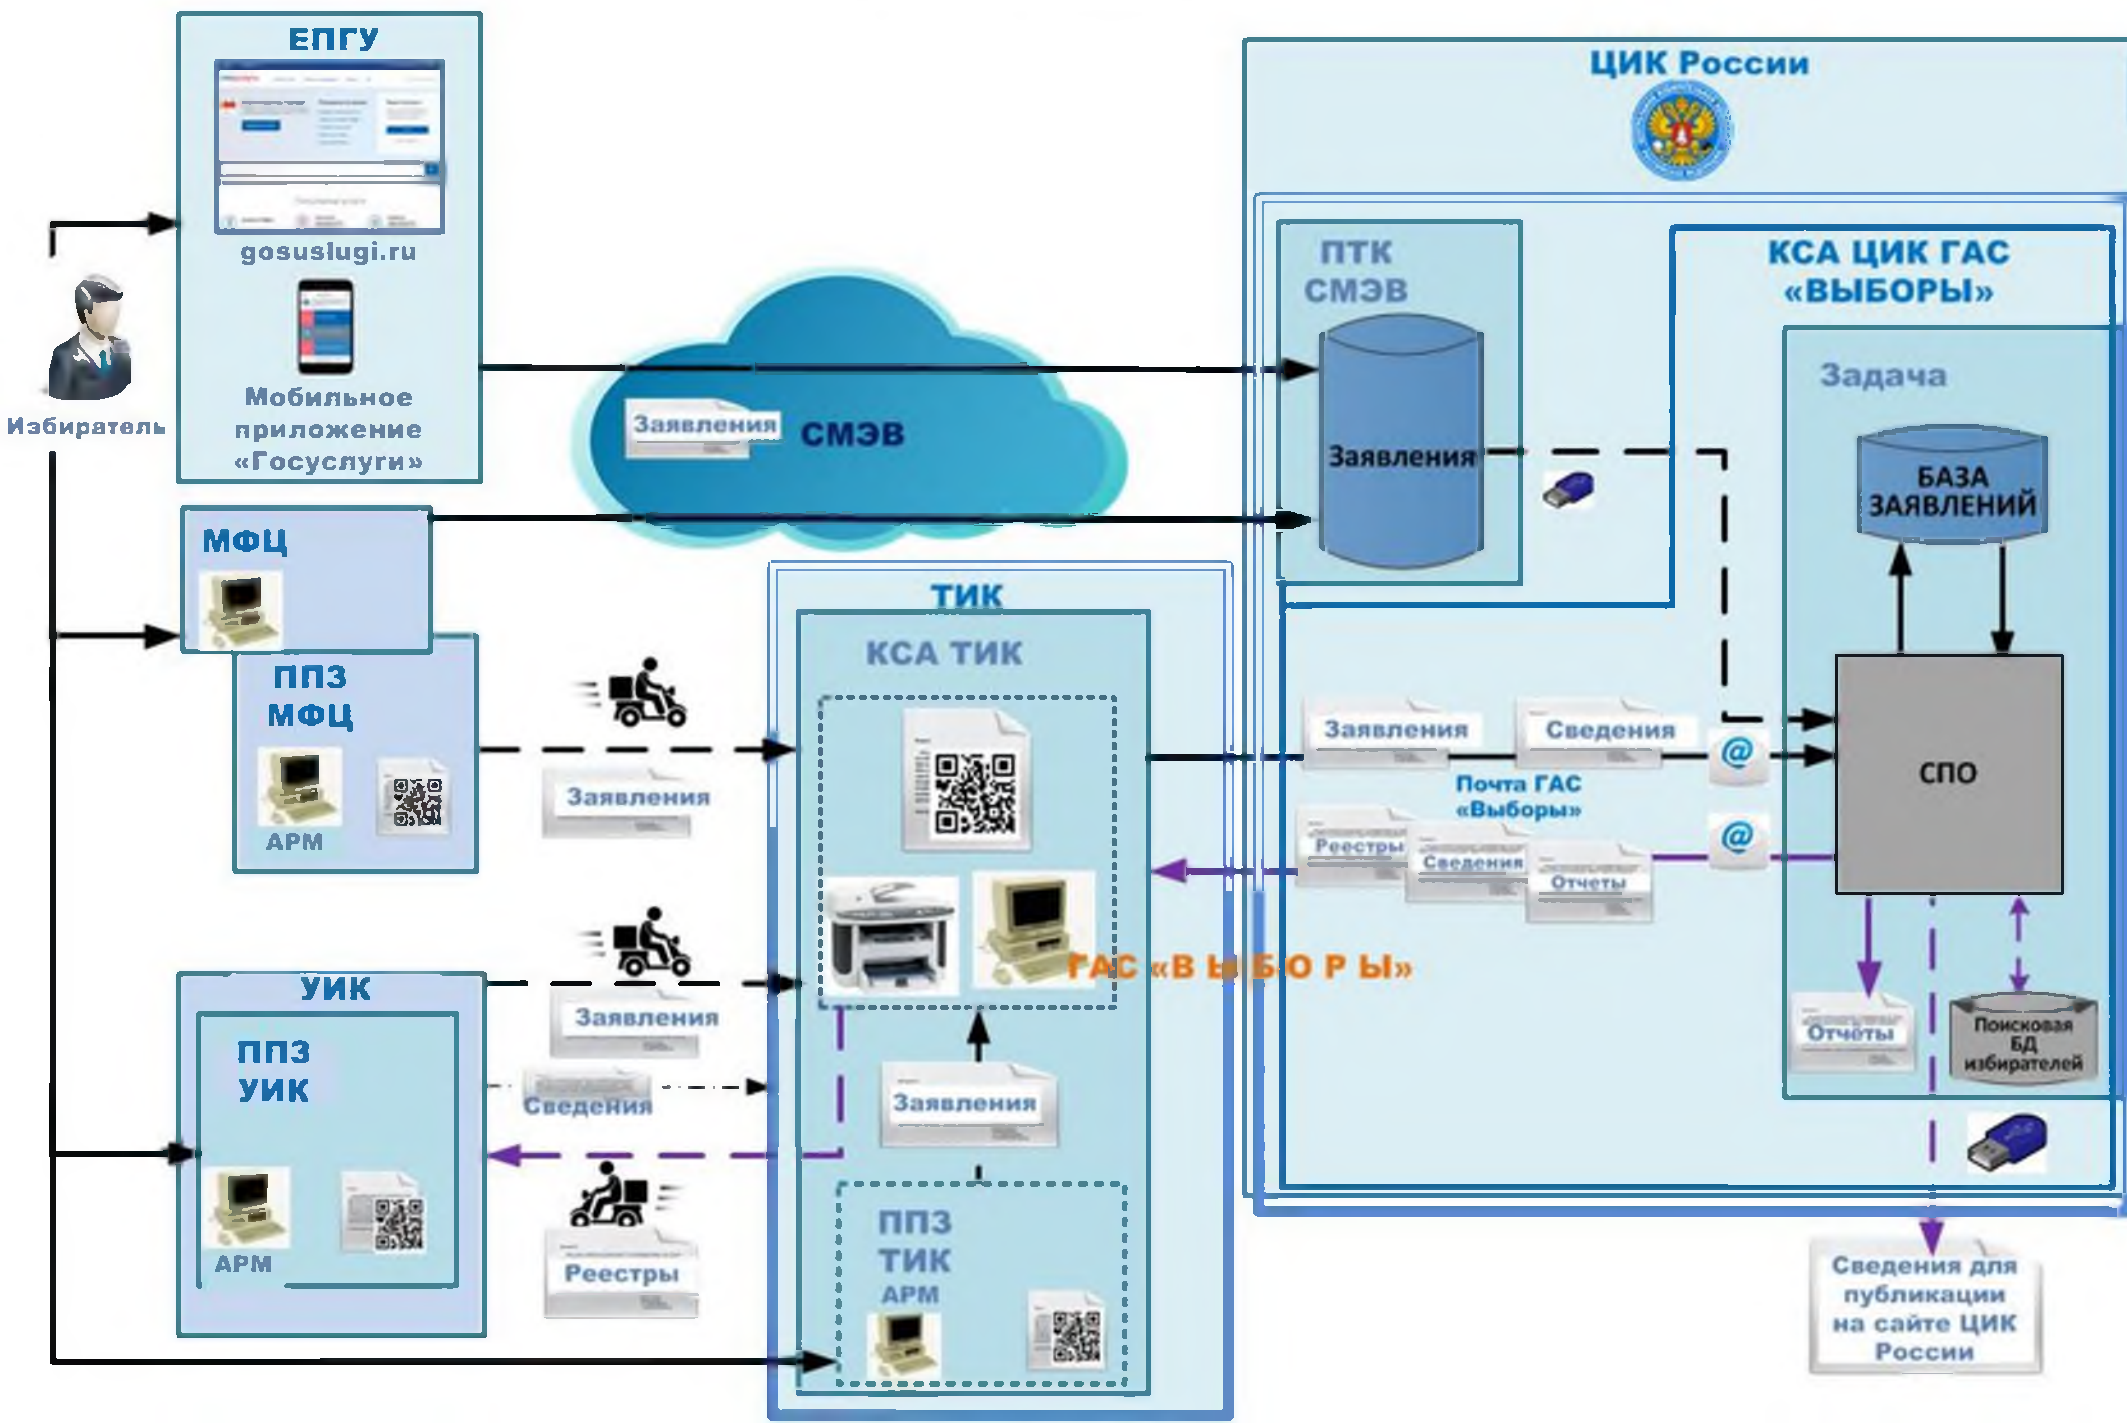 ЕПГУ
gosuslugi.ru
Мобильное
приложение
«Госуслуги»
Избиратель
МФЦ
ППЗ
МФЦ
АРМ
УИК
ППЗ
УИК
АРМ
Заявления
СМЭВ
Заявления
Заявления
Сведения
Реестры
ТИК
КСА ТИК
Заявления
ППЗ
ТИК
АРМ
ГАС «В Ы Б О Р Ы»
ЦИК России
ПТК
СМЭВ
Заявления
КСА ЦИК ГАС
«ВЫБОРЫ»
Задача
БАЗА
ЗАЯВЛЕНИЙ
СПО
Заявления
Сведения
@
Почта ГАС
«Выборы»
@
Реестры
Сведения
Отчеты
Отчёты
Поисковая
БД
избирателей
Сведения для
публикации
на сайте ЦИК
России